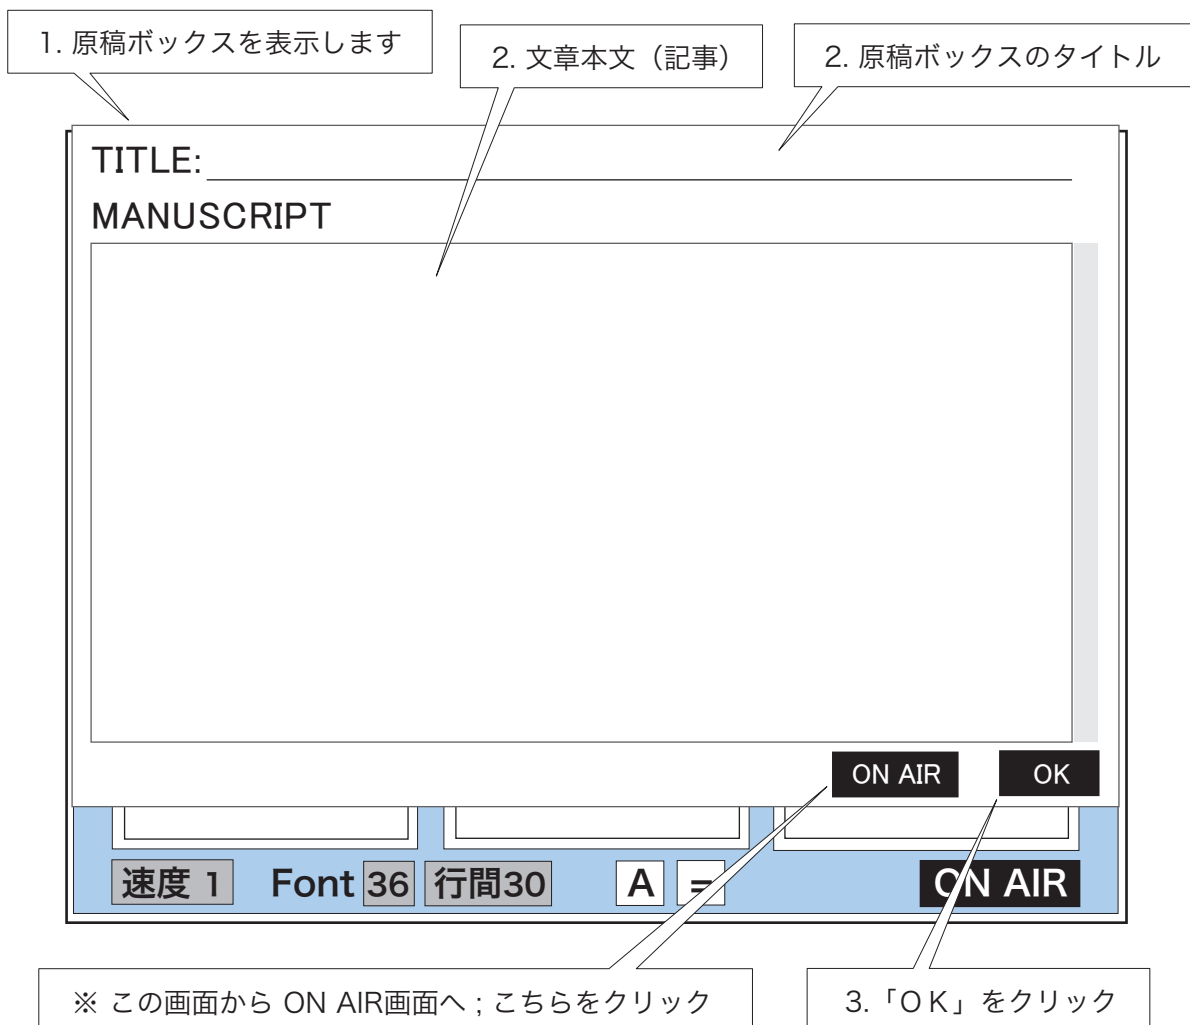 1. 原稿ボックスを表示します
2. 文章本文（記事）
2. 原稿ボックスのタイトル
TITLE:
MANUSCRIPT
ON AIR
OK
速度 1
Font 36
行間30
A
=
ON AIR
※ この画面から ON AIR画面へ ; こちらをクリック
3.「ＯＫ」をクリック